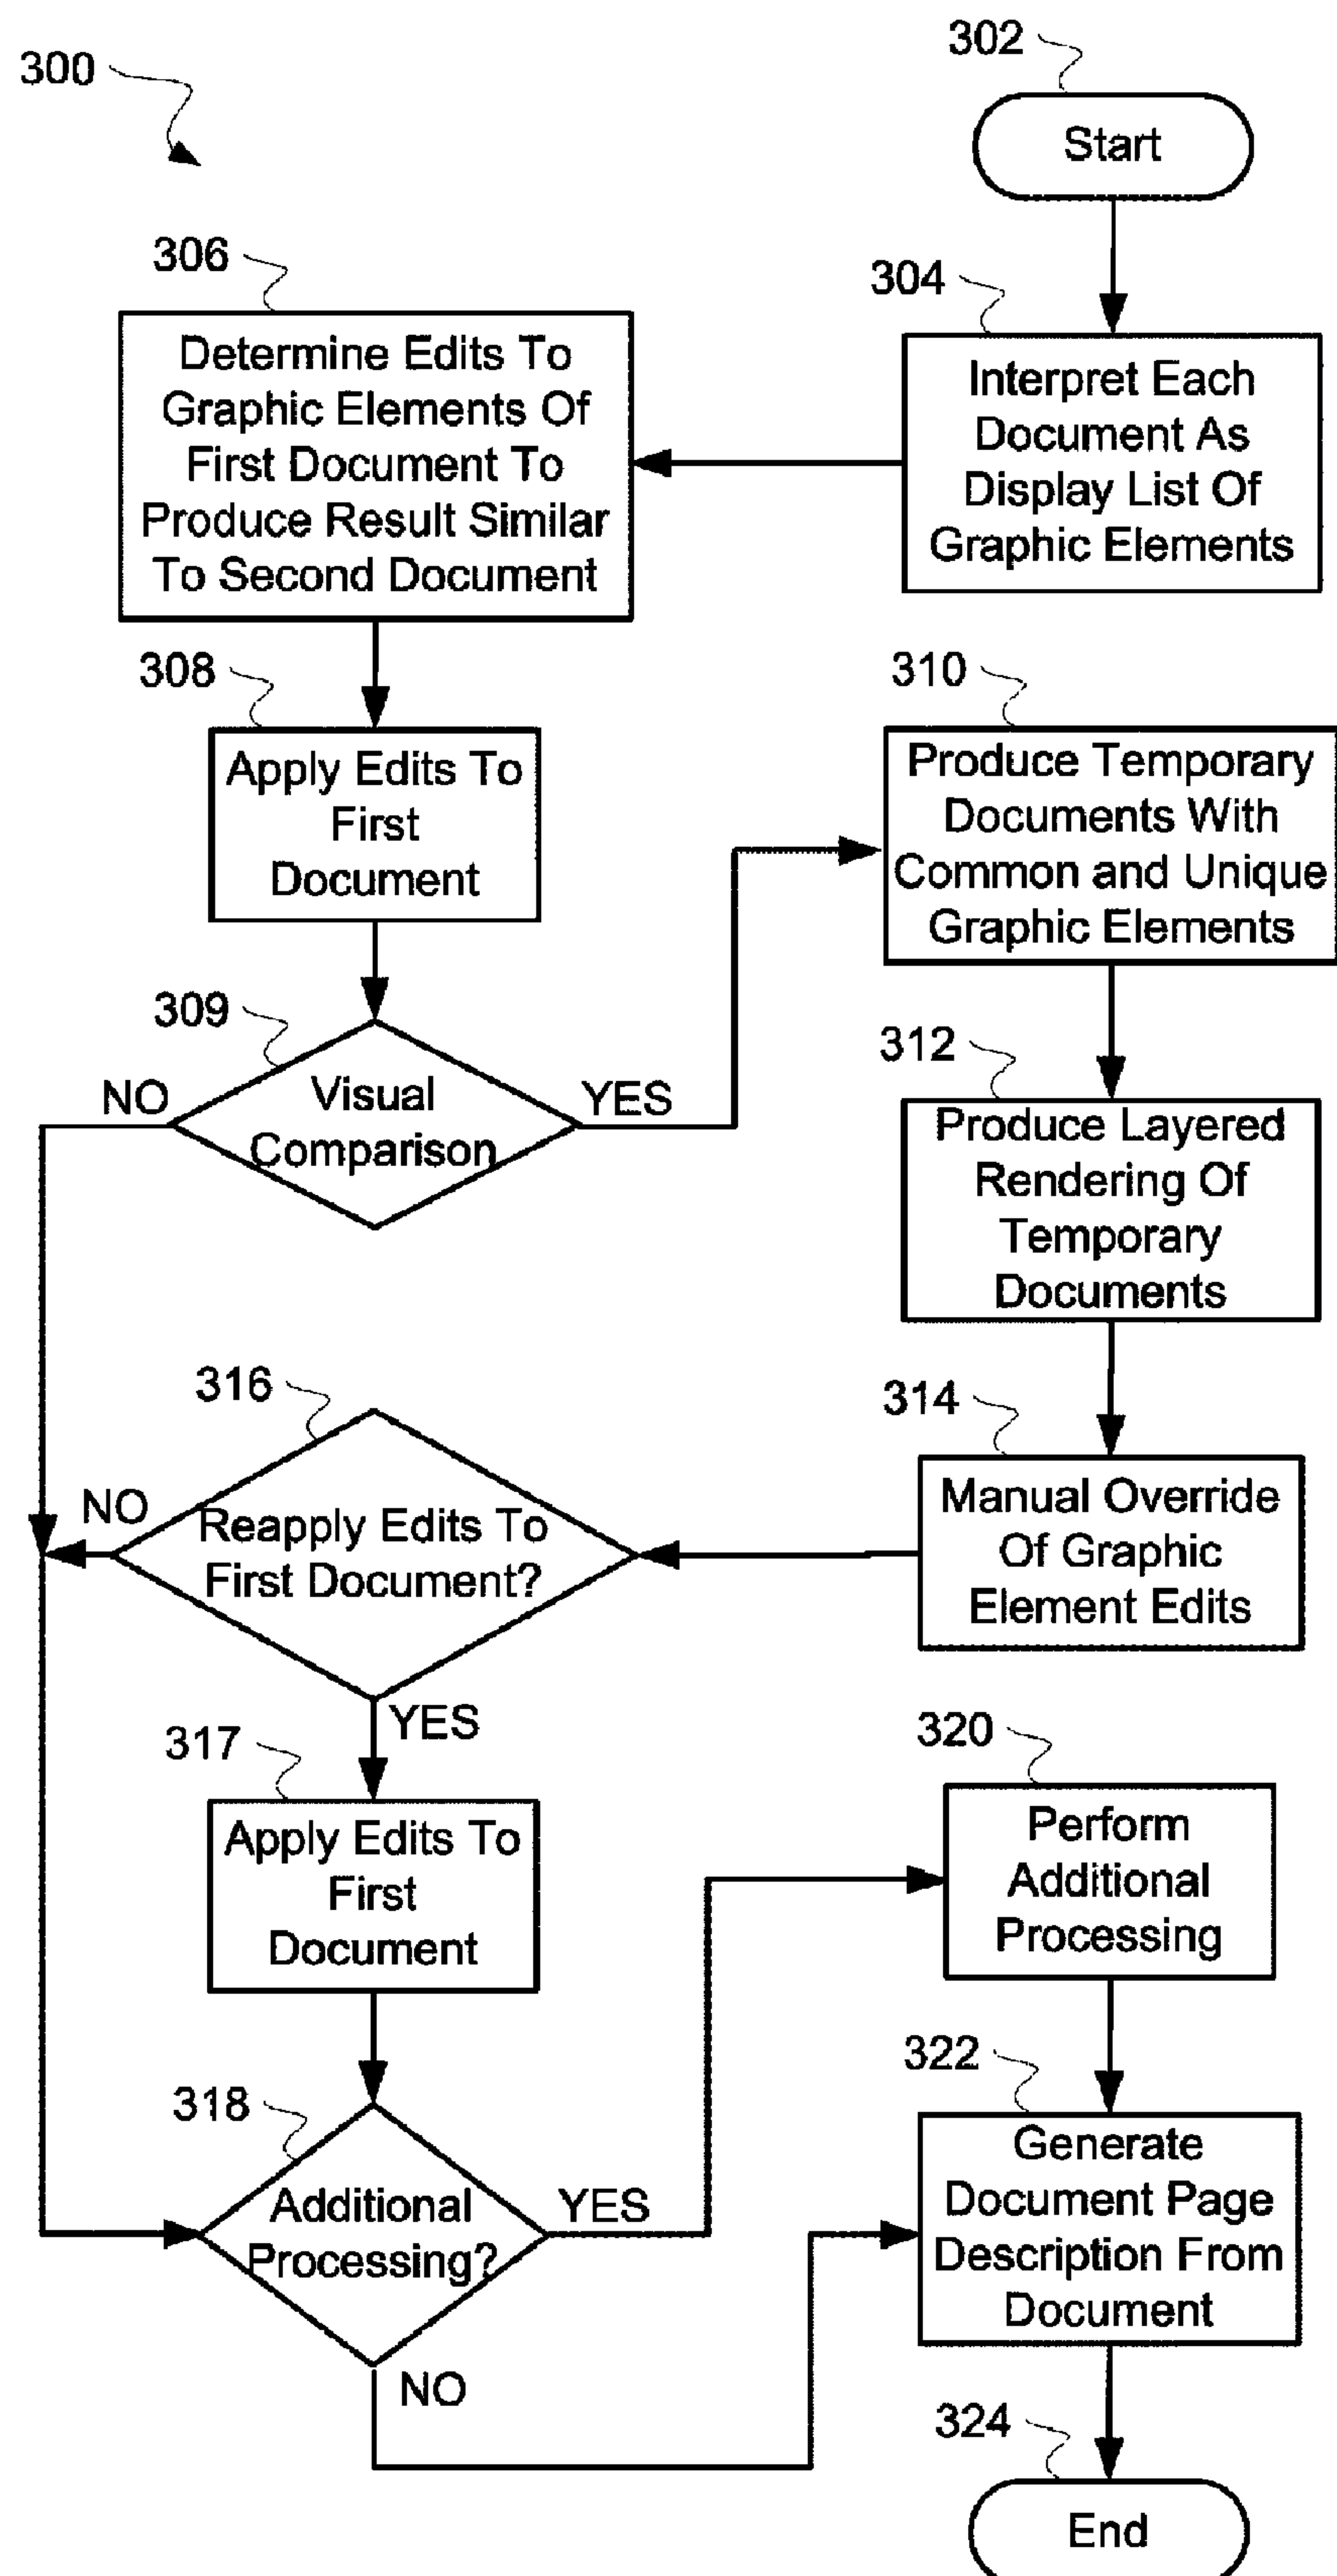 300
302
Start
304
Interpret Each
Document As
Display List Of
Graphic Elements
306
Determine Edits To
Graphic Elements Of
First Document To
Produce Result Similar
To Second Document
308
Apply Edits To
First
Document
309
Visual
Comparison
NO
YES
310
Produce Temporary
Documents With
Common and Unique
Graphic Elements
312
Produce Layered
Rendering Of
Temporary
Documents
314
Manual Override
Of Graphic
Element Edits
316
Reapply Edits To
First Document?
NO
YES
317
Apply Edits To
First
Document
318
Additional
Processing?
YES
NO
320
Perform
Additional
Processing
322
Generate
Document Page
Description From
Document
324
End